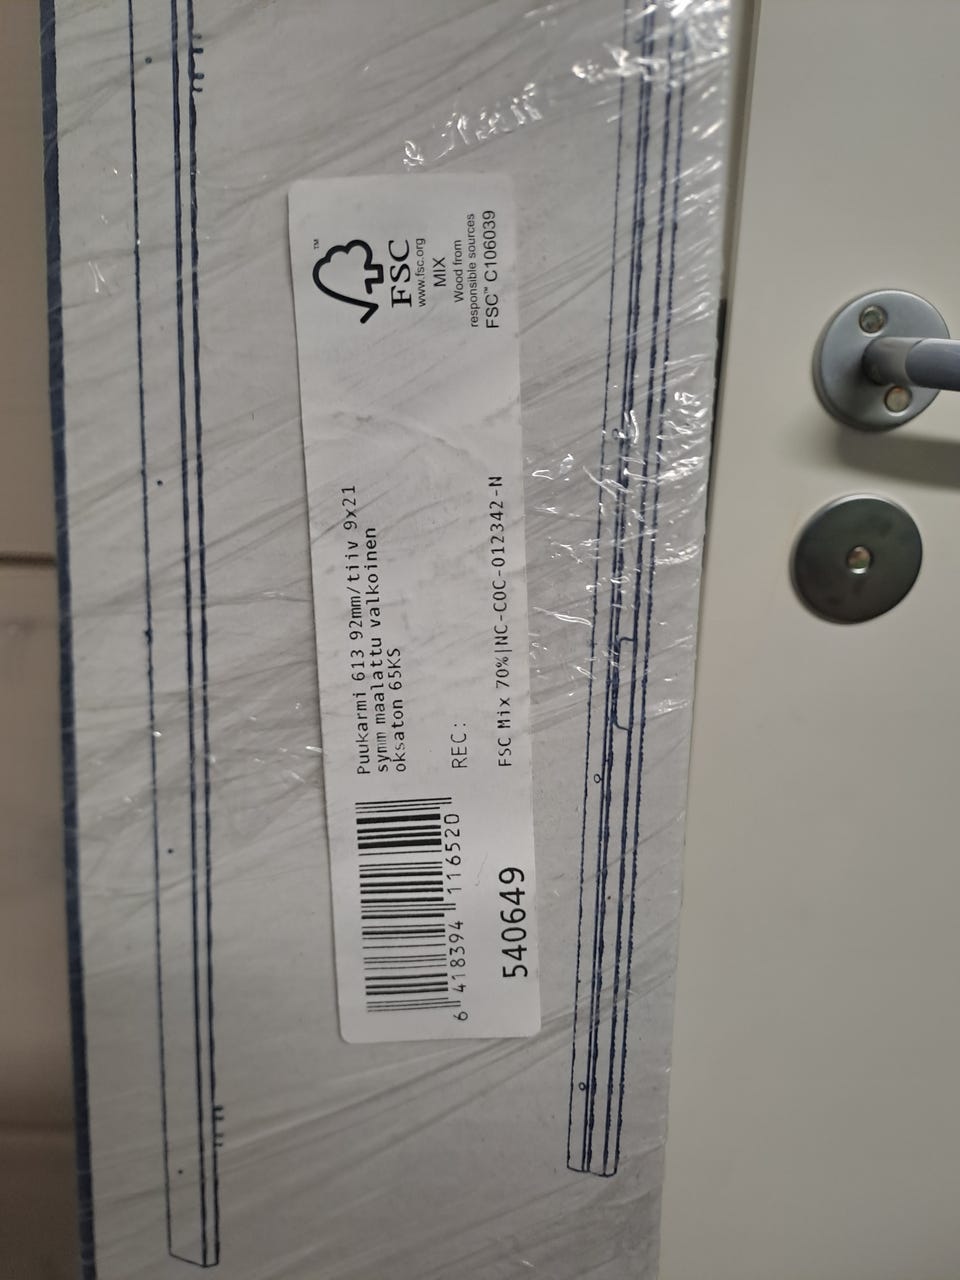 Puukarmi 613 92mm/tiiv 9x21
symm maalattu valkoinen
oksaton 65KS
REC:
FSC Mix 70%|NC-COC-012342-N
6 418394 116520
540649
™
FSC
www.fsc.org
MIX
Wood from
responsible sources
FSC™ C106039